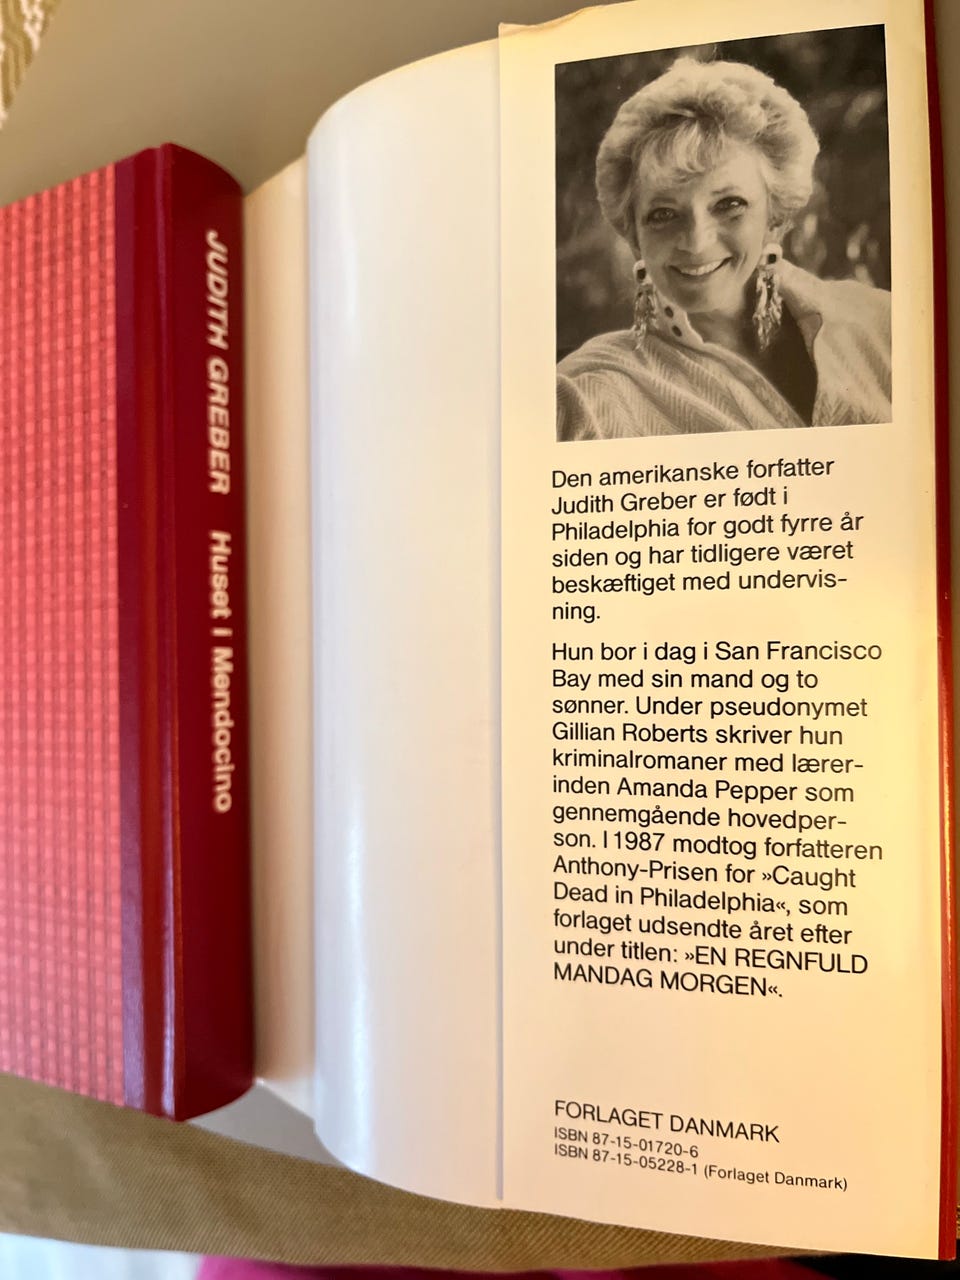 JUDITH GREBER Huset i Mendocino
Den amerikanske forfatter
Judith Greber er født i
Philadelphia for godt fyrre år
siden og har tidligere været
beskæftiget med undervis-
ning.
Hun bor i dag i San Francisco
Bay med sin mand og to
sønner. Under pseudonymet
Gillian Roberts skriver hun
kriminalromaner med lærer-
inden Amanda Pepper som
gennemgående hovedper-
son. I 1987 modtog forfatteren
Anthony-Prisen for »Caught
Dead in Philadelphia«, som
forlaget udsendte året efter
under titlen: »EN REGNFULD
MANDAG MORGEN«.
FORLAGET DANMARK
ISBN 87-15-01720-6
ISBN 87-15-05228-1 (Forlaget Danmark)